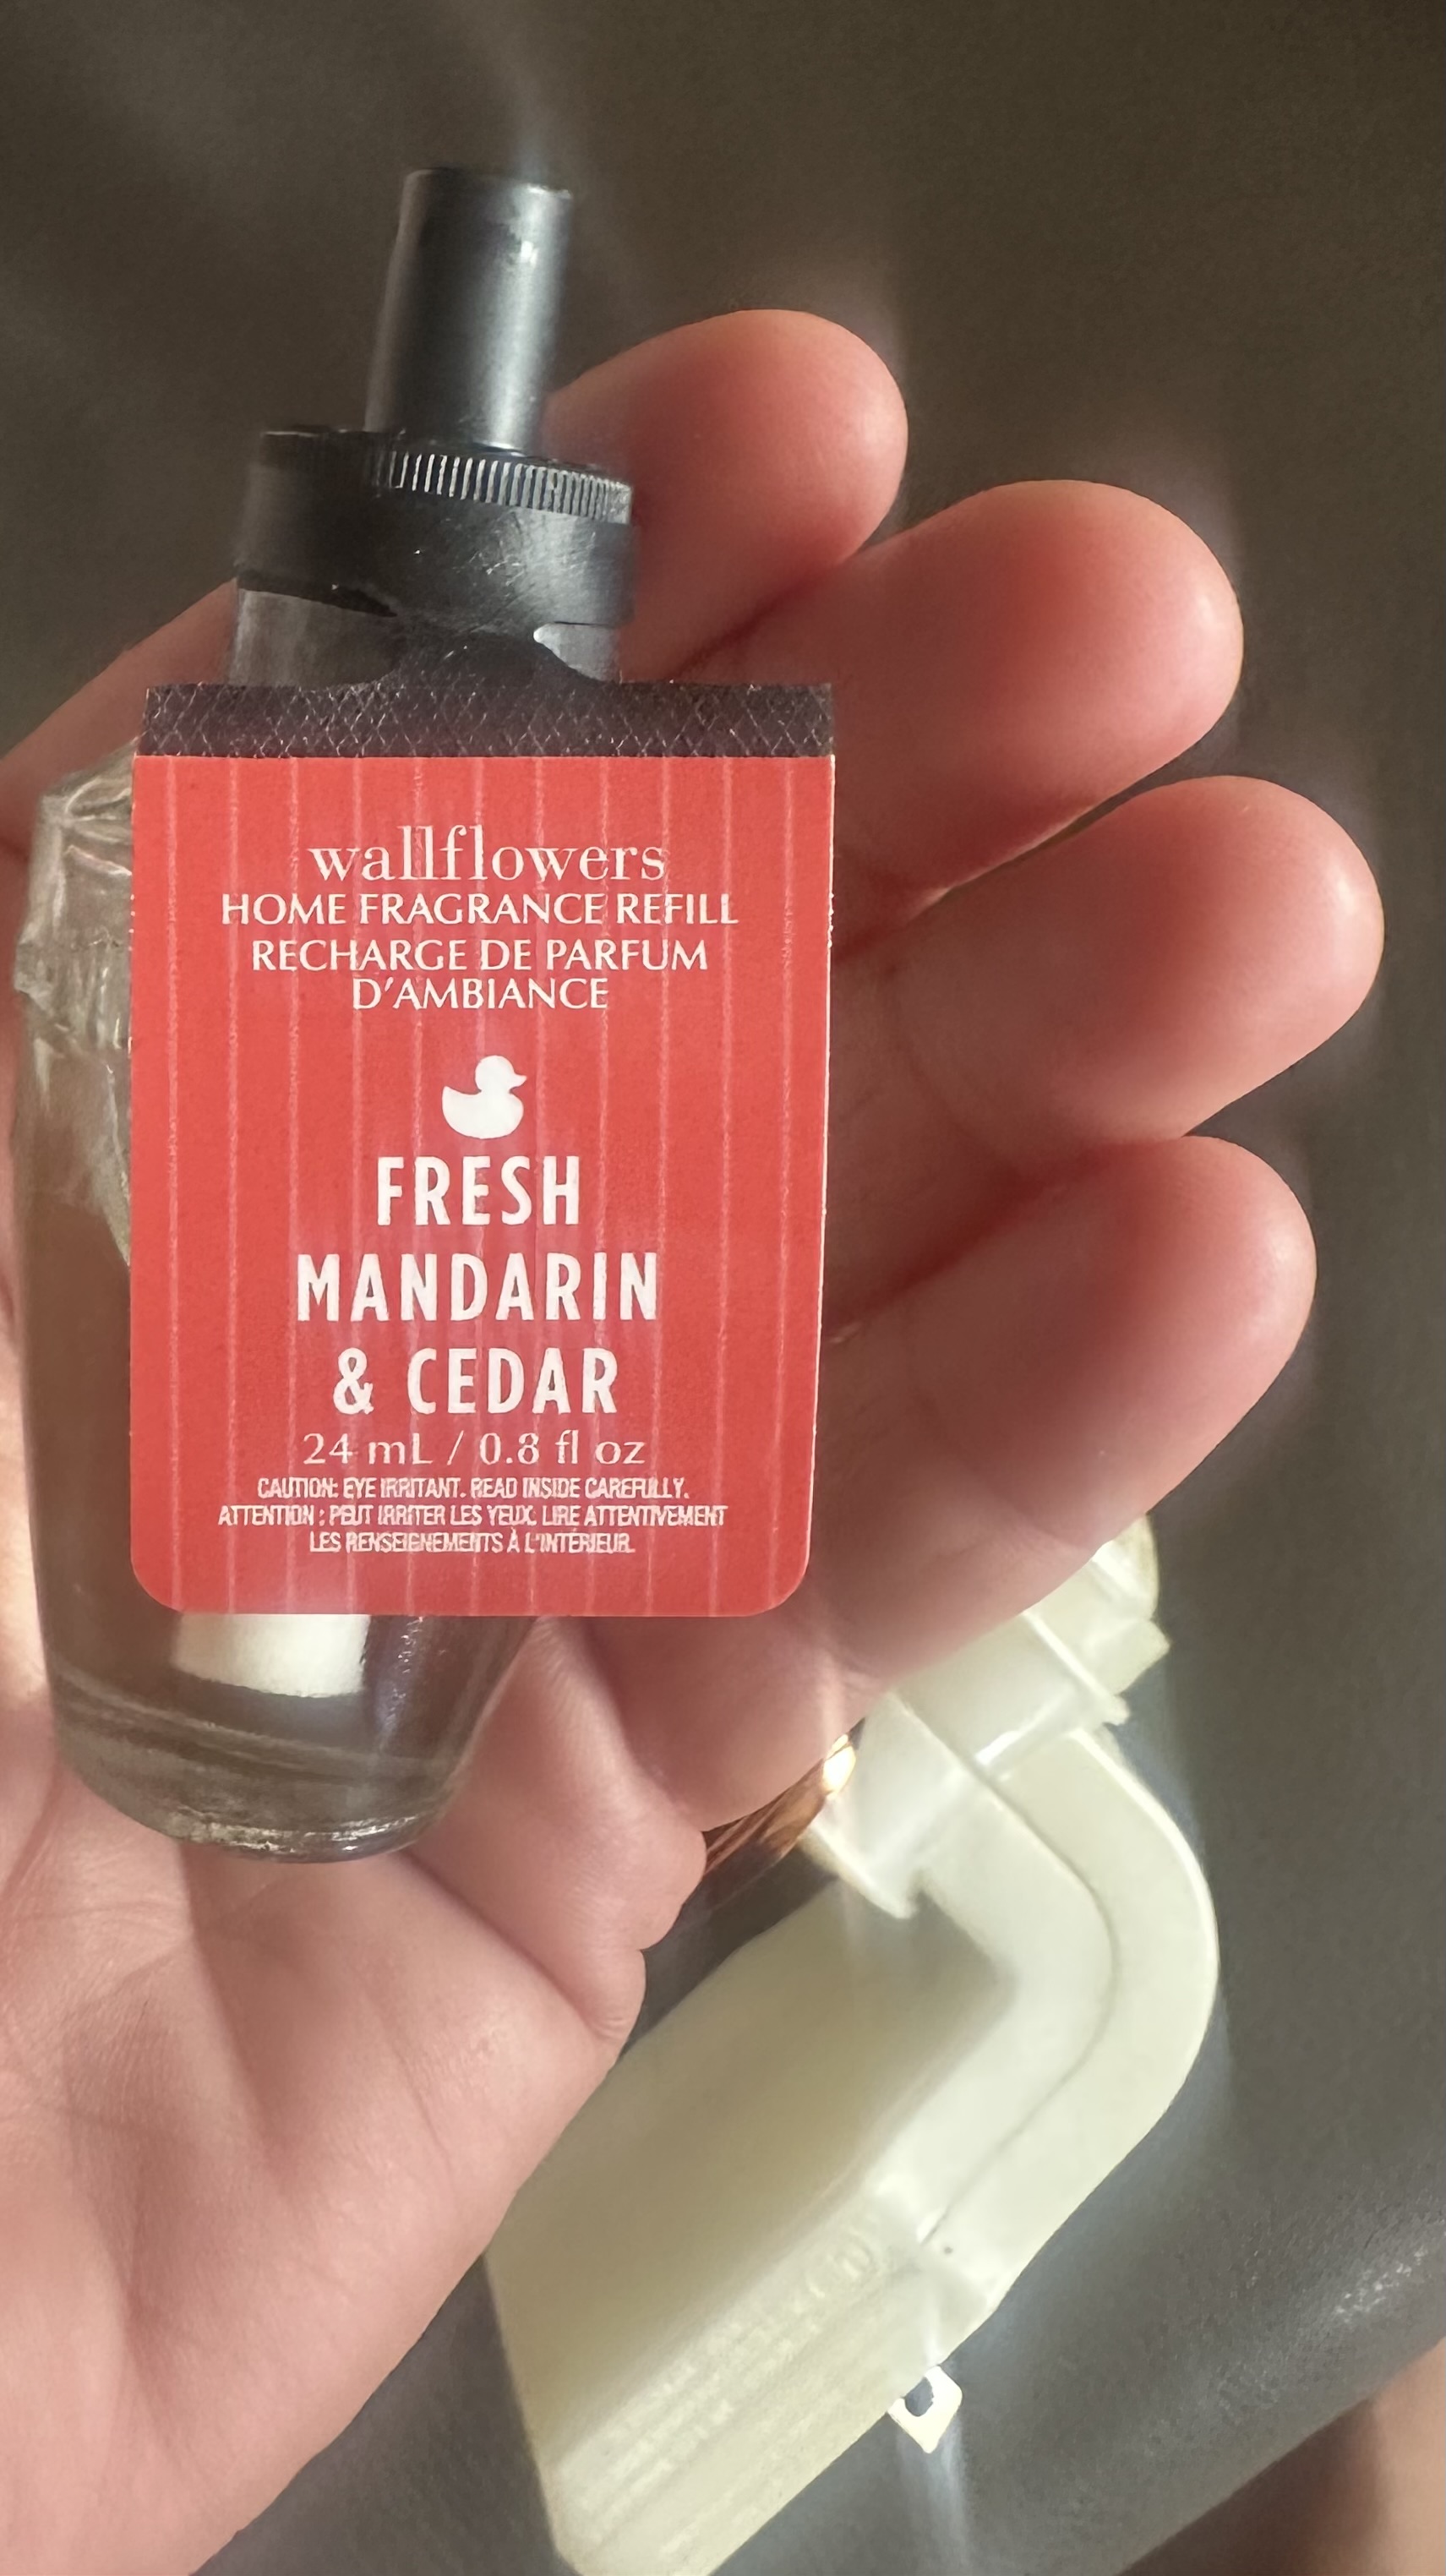 wallflowers
HOME FRAGRANCE REFILL
RECHARGE DE PARFUM
D'AMBIANCE
FRESH
MANDARIN
& CEDAR
24 mL / 0.8 fl oz
CAUTION: EYE IRRITANT. READ INSIDE CAREFULLY.
ATTENTION : PEUT IRRITER LES YEUX. LIRE ATTENTIVEMENT
LES RENSEIGNEMENTS À L'INTÉRIEUR.